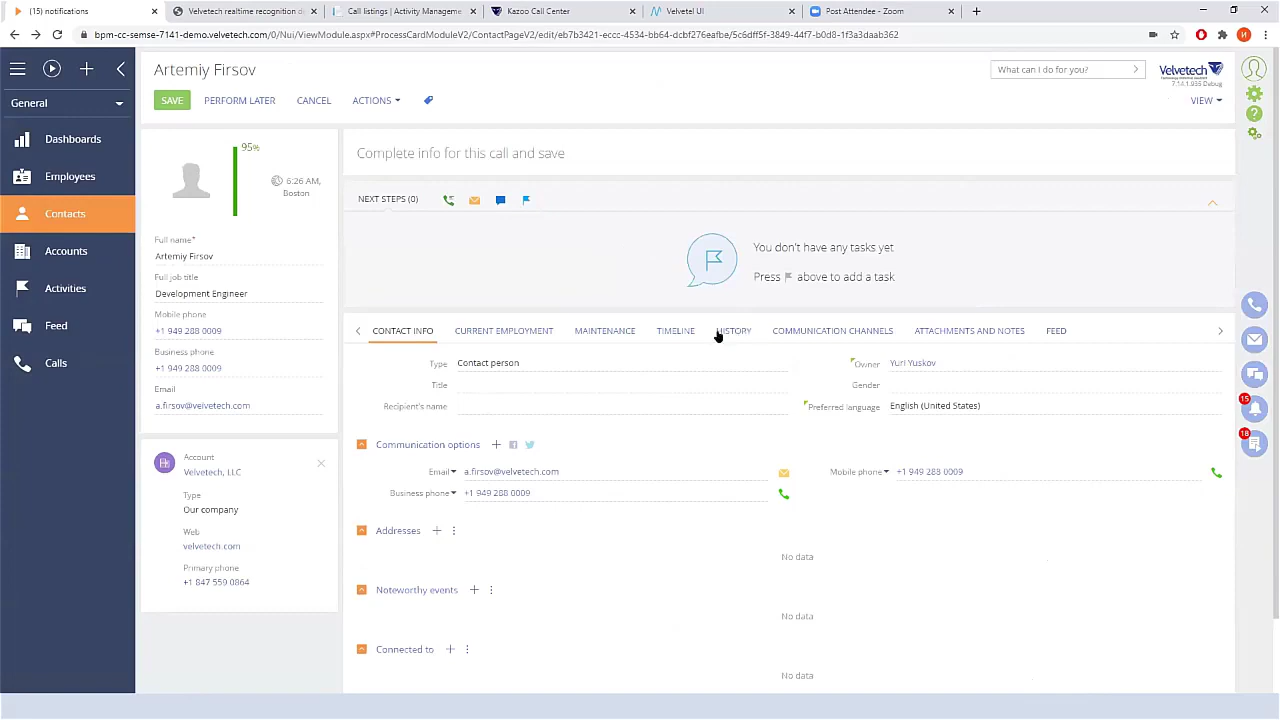 (15) notifications
Velvetech realtime recognition d
Call listings | Activity Manageme
Kazoo Call Center
Velvetel UI
Post Attendee - Zoom
bpm-cc-semse-7141-demo.velvetech.com/0/Nui/ViewModule.aspx#ProcessCardModuleV2/ContactPageV2/edit/eb7b3421-eccc-4534-bb64-dcbf276eafbe/5c6dff5f-3849-44f7-b0d8-1f3a3daab362
Artemiy Firsov
What can I do for you?
Velvetech
7.14.1.935 Debug
General
SAVE
PERFORM LATER
CANCEL
ACTIONS
VIEW
Dashboards
Employees
Contacts
Accounts
Activities
Feed
Calls
95%
6:26 AM,
Boston
Full name*
Artemiy Firsov
Full job title
Development Engineer
Mobile phone
+1 949 288 0009
Business phone
+1 949 288 0009
Email
a.firsov@velvetech.com
Account
Velvetech, LLC
Type
Our company
Web
velvetech.com
Primary phone
+1 847 559 0864
Complete info for this call and save
NEXT STEPS (0)
You don't have any tasks yet
Press above to add a task
CONTACT INFO
CURRENT EMPLOYMENT
MAINTENANCE
TIMELINE
HISTORY
COMMUNICATION CHANNELS
ATTACHMENTS AND NOTES
FEED
Type Contact person
Owner Yuri Yuskov
Title
Gender
Recipient's name
Preferred language English (United States)
Communication options
Email a.firsov@velvetech.com
Mobile phone +1 949 288 0009
Business phone +1 949 288 0009
Addresses
No data
Noteworthy events
No data
Connected to
No data
15
18